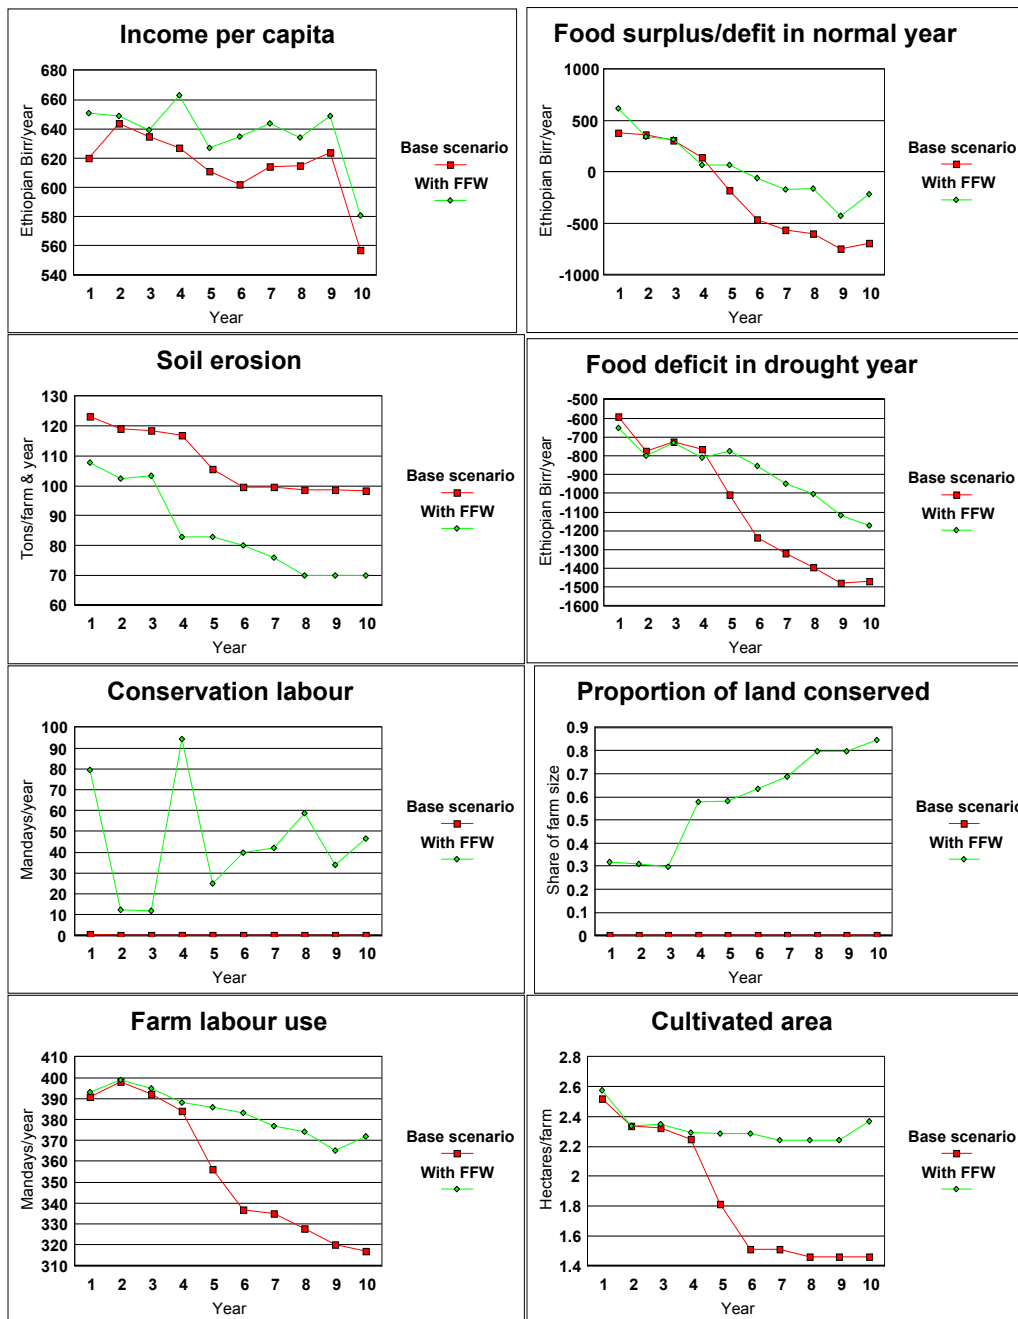 Income per capita
680
660
640
620
600
580
560
540
Ethiopian Birr/year
1 2 3 4 5 6 7 8 9 10
Year
Base scenario
With FFW
Food surplus/defit in normal year
1000
500
0
-500
-1000
Ethiopian Birr/year
1 2 3 4 5 6 7 8 9 10
Year
Base scenario
With FFW
Soil erosion
130
120
110
100
90
80
70
60
Tons/farm & year
1 2 3 4 5 6 7 8 9 10
Year
Base scenario
With FFW
Food deficit in drought year
-500
-600
-700
-800
-900
-1000
-1100
-1200
-1300
-1400
-1500
-1600
Ethiopian Birr/year
1 2 3 4 5 6 7 8 9 10
Year
Base scenario
With FFW
Conservation labour
100
90
80
70
60
50
40
30
20
10
0
Mandays/year
1 2 3 4 5 6 7 8 9 10
Year
Base scenario
With FFW
Proportion of land conserved
0.9
0.8
0.7
0.6
0.5
0.4
0.3
0.2
0.1
0
Share of farm size
1 2 3 4 5 6 7 8 9 10
Year
Base scenario
With FFW
Farm labour use
410
400
390
380
370
360
350
340
330
320
310
Mandays/year
1 2 3 4 5 6 7 8 9 10
Year
Base scenario
With FFW
Cultivated area
2.8
2.6
2.4
2.2
2
1.8
1.6
1.4
Hectares/farm
1 2 3 4 5 6 7 8 9 10
Year
Base scenario
With FFW